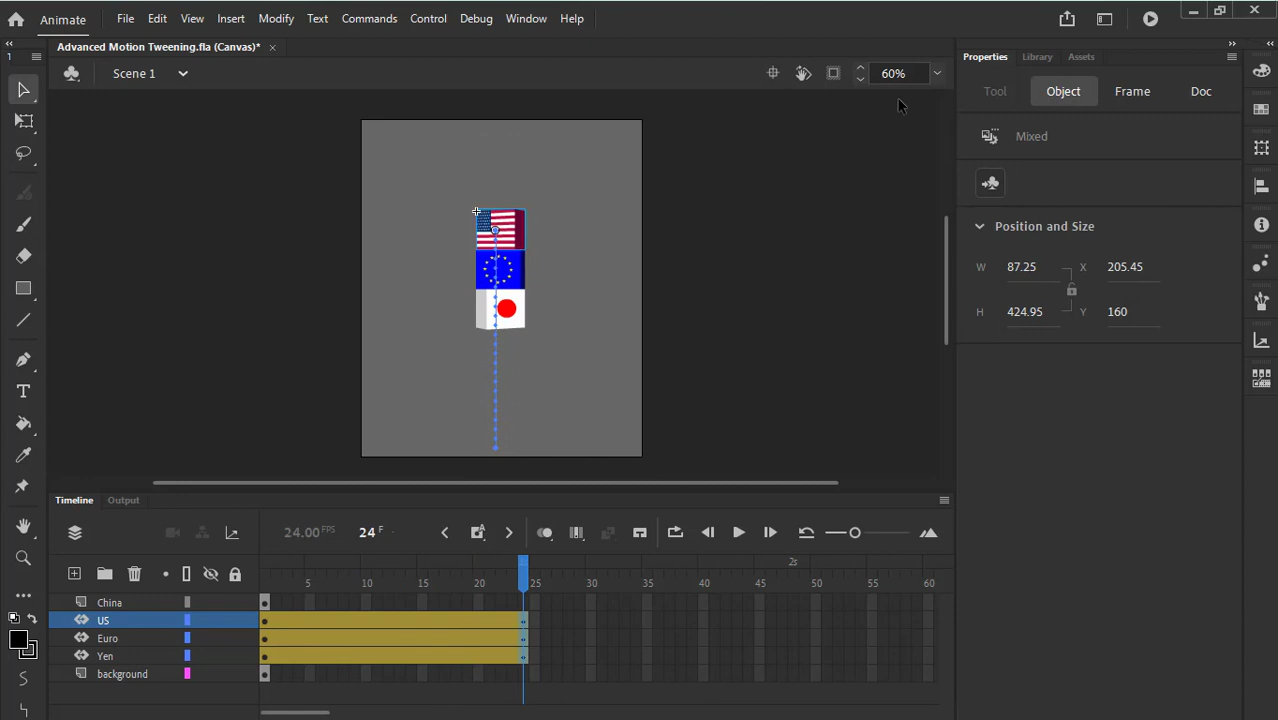 Animate File Edit View Insert Modify Text Commands Control Debug Window Help
Advanced Motion Tweening.fla (Canvas)* ×
1 Properties Library Assets
Scene 1 60%
Tool Object Frame Doc
Mixed
Position and Size
W 87.25 X 205.45
H 424.95 Y 160
Timeline Output
24.00 FPS 24 F
2s
5 10 15 20 25 30 35 40 45 50 55 60
China
US
Euro
Yen
background